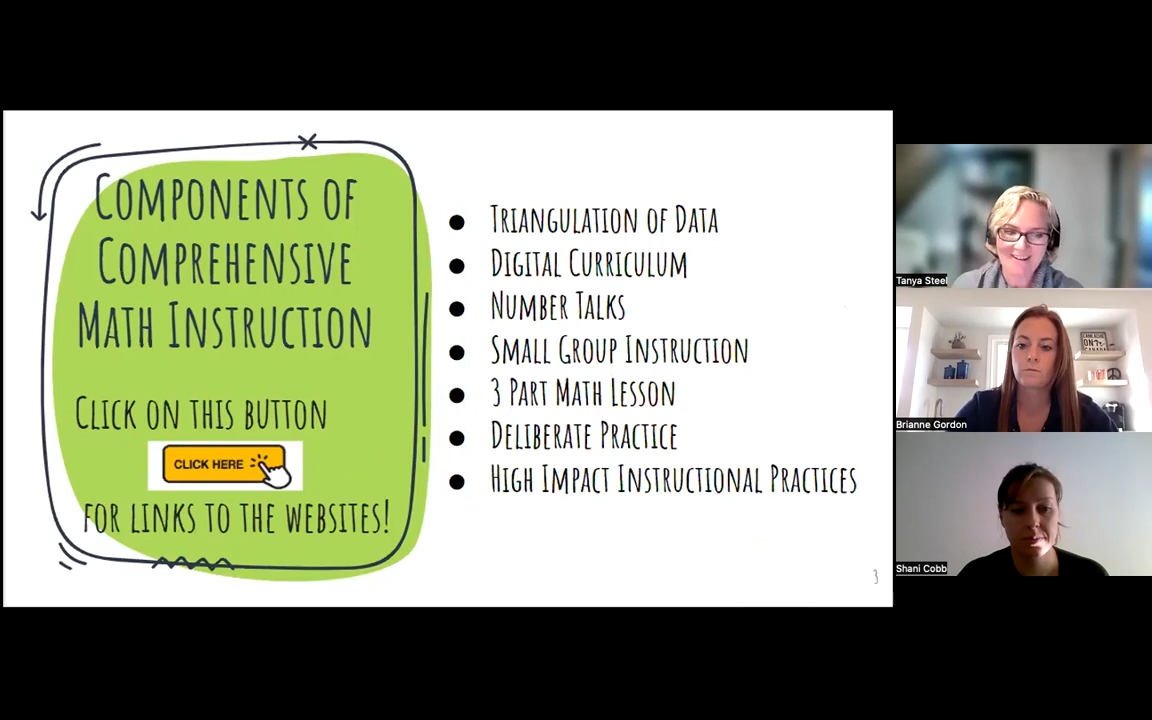 COMPONENTS OF
COMPREHENSIVE
MATH INSTRUCTION
CLICK ON THIS BUTTON
CLICK HERE
FOR LINKS TO THE WEBSITES!
● TRIANGULATION OF DATA
● DIGITAL CURRICULUM
● NUMBER TALKS
● SMALL GROUP INSTRUCTION
● 3 PART MATH LESSON
● DELIBERATE PRACTICE
● HIGH IMPACT INSTRUCTIONAL PRACTICES
3
Tanya Steel
Brianne Gordon
Shani Cobb